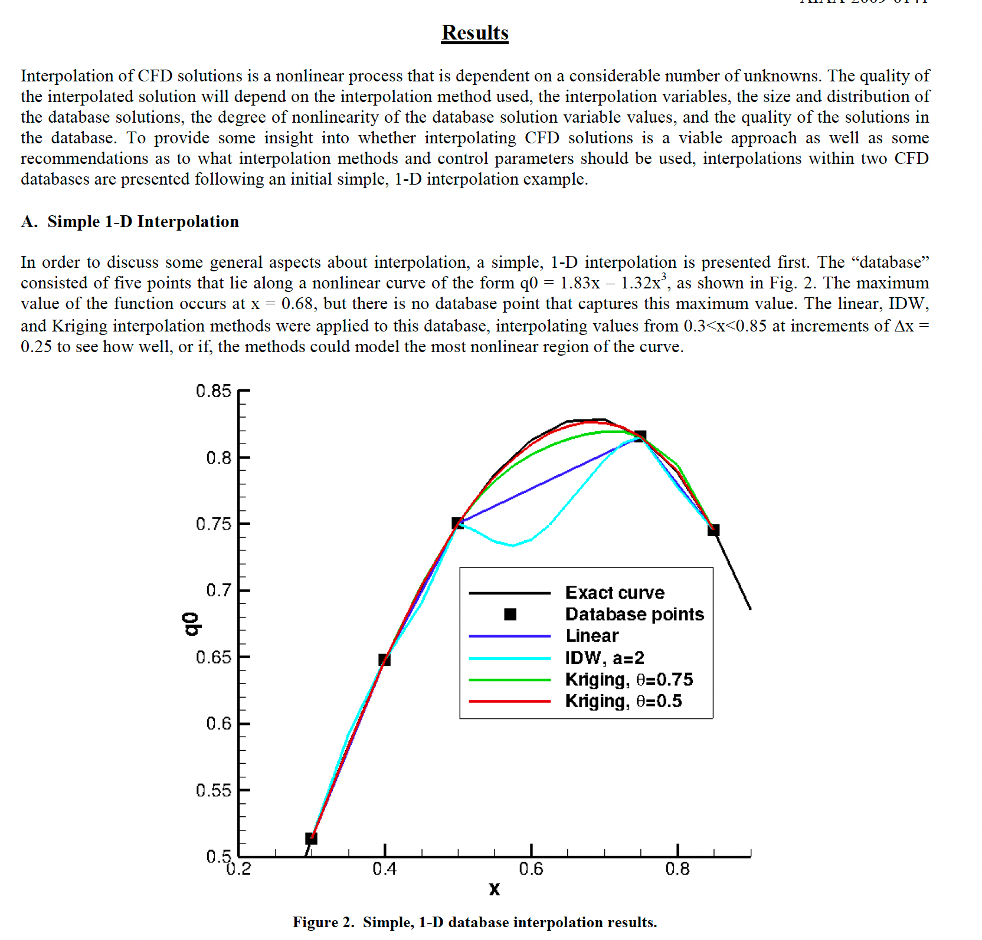 Results
Interpolation of CFD solutions is a nonlinear process that is dependent on a considerable number of unknowns. The quality of
the interpolated solution will depend on the interpolation method used, the interpolation variables, the size and distribution of
the database solutions, the degree of nonlinearity of the database solution variable values, and the quality of the solutions in
the database. To provide some insight into whether interpolating CFD solutions is a viable approach as well as some
recommendations as to what interpolation methods and control parameters should be used, interpolations within two CFD
databases are presented following an initial simple, 1-D interpolation example.
A. Simple 1-D Interpolation
In order to discuss some general aspects about interpolation, a simple, 1-D interpolation is presented first. The “database”
consisted of five points that lie along a nonlinear curve of the form q0 = 1.83x – 1.32x³, as shown in Fig. 2. The maximum
value of the function occurs at x = 0.68, but there is no database point that captures this maximum value. The linear, IDW,
and Kriging interpolation methods were applied to this database, interpolating values from 0.3<x<0.85 at increments of Δx =
0.25 to see how well, or if, the methods could model the most nonlinear region of the curve.
0.85
0.8
0.75
0.7
0.65
0.6
0.55
0.5
q0
Exact curve
Database points
Linear
IDW, a=2
Kriging, θ=0.75
Kriging, θ=0.5
0.2
0.4
0.6
0.8
x
Figure 2. Simple, 1-D database interpolation results.